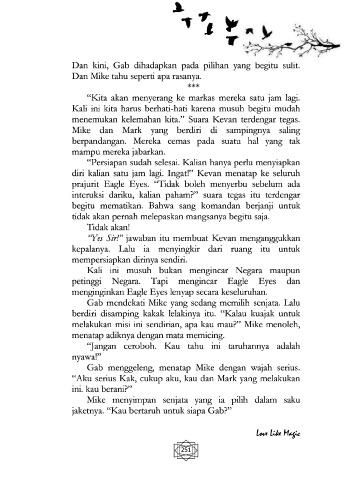 Dan kini, Gab dihadapkan pada pilihan yang begitu sulit.
Dan Mike tahu seperti apa rasanya.
***
“Kita akan menyerang ke markas mereka satu jam lagi.
Kali ini kita harus berhati-hati karena musuh begitu mudah
menemukan kelemahan kita.” Suara Kevan terdengar tegas.
Mike dan Mark yang berdiri di sampingnya saling
berpandangan. Mereka cemas pada suatu hal yang tak
mampu mereka jabarkan.
“Persiapan sudah selesai. Kalian hanya perlu menyiapkan
diri kalian satu jam lagi. Ingat!” Kevan menatap ke seluruh
prajurit Eagle Eyes. “Tidak boleh menyerbu sebelum ada
interuksi dariku, kalian paham?” suara tegas itu terdengar
begitu mematikan. Bahwa sang komandan berjanji untuk
tidak akan pernah melepaskan mangsanya begitu saja.
Tidak akan!
“Yes Sir!” jawaban itu membuat Kevan menganggukkan
kepalanya. Lalu ia menyingkir dari ruang itu untuk
mempersiapkan dirinya sendiri.
Kali ini musuh bukan mengincar Negara maupun
petinggi Negara. Tapi mengincar Eagle Eyes dan
menginginkan Eagle Eyes lenyap secara keseluruhan.
Gab mendekati Mike yang sedang memilih senjata. Lalu
berdiri disamping kakak lelakinya itu. “Kalau kuajak untuk
melakukan misi ini sendirian, apa kau mau?” Mike menoleh,
menatap adiknya dengan mata memicing.
“Jangan ceroboh. Kau tahu ini taruhannya adalah
nyawa!”
Gab menggeleng, menatap Mike dengan wajah serius.
“Aku serius Kak, cukup aku, kau dan Mark yang melakukan
ini. kau berani?”
Mike menyimpan senjata yang ia pilih dalam saku
jaketnya. “Kau bertaruh untuk siapa Gab?”
Love Like Magic
251